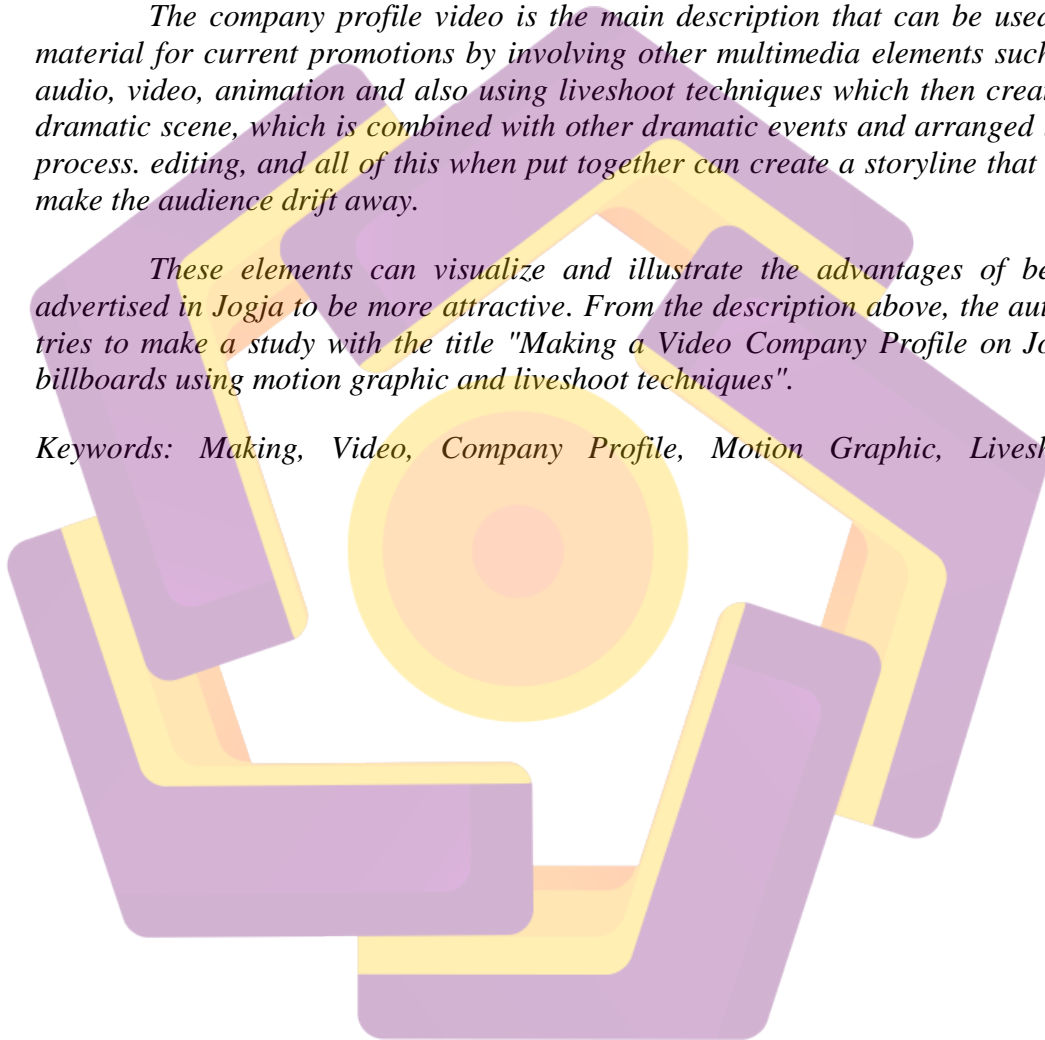 The company profile video is the main description that can be used
material for current promotions by involving other multimedia elements such
audio, video, animation and also using liveshoot techniques which then
dramatic scene, which is combined with other dramatic events and arranged
process. editing, and all of this when put together can create a storyline that
make the audience drift away.
These elements can visualize and illustrate the advantages of
advertised in Jogja to be more attractive. From the description above, the
tries to make a study with the title "Making a Video Company Profile on
billboards using motion graphic and liveshoot techniques".
Keywords: Making, Video, Company Profile, Motion Graphic,